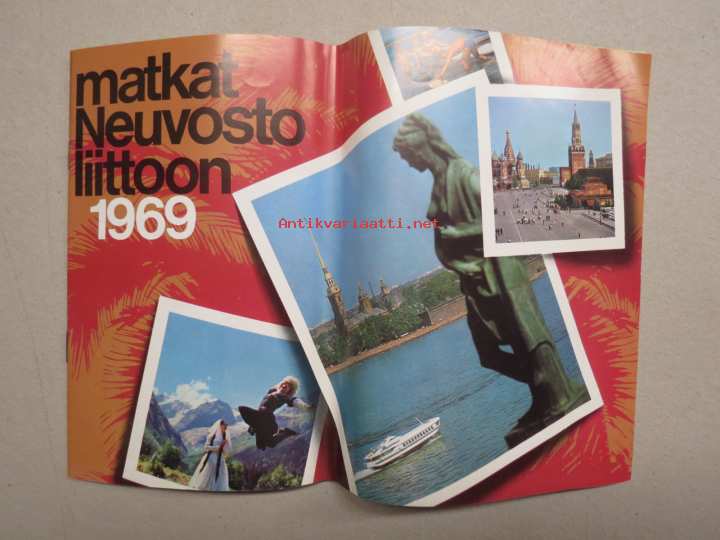 matkat
Neuvosto
liittoon
1969
Antikvariaatti.net